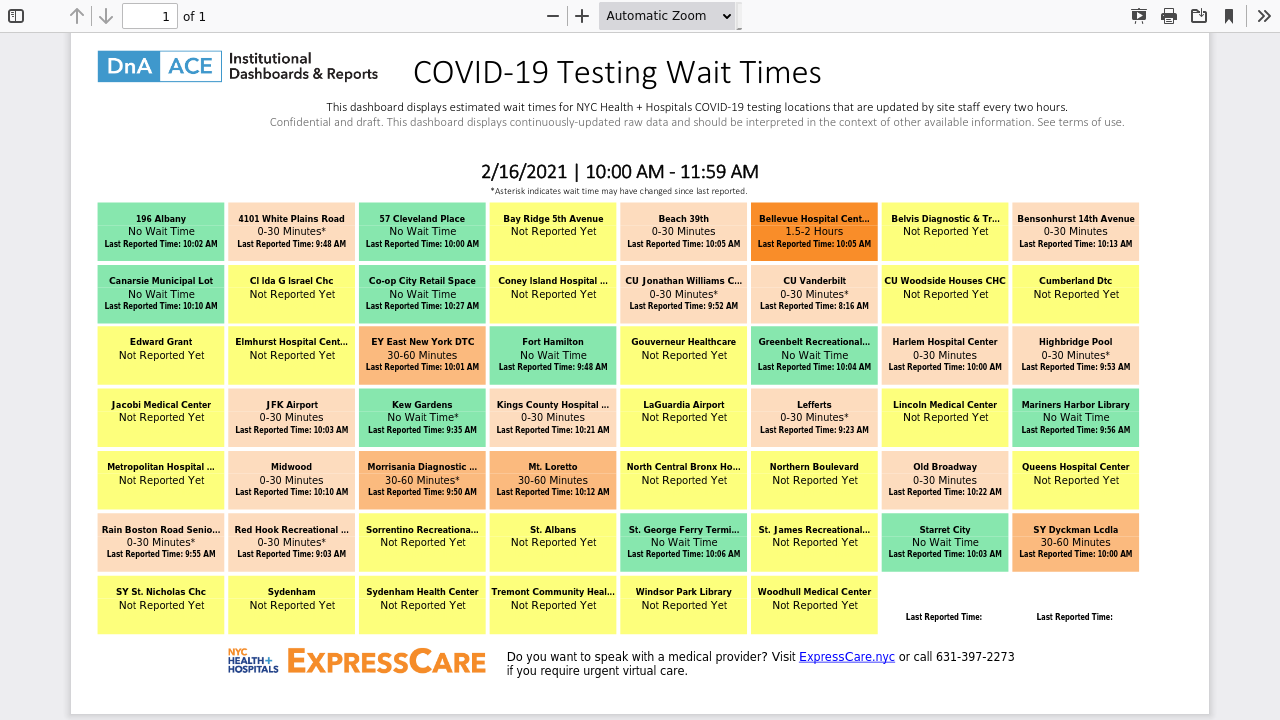 1 of 1 Automatic Zoom
DnA ACE Institutional
Dashboards & Reports
COVID-19 Testing Wait Times
This dashboard displays estimated wait times for NYC Health + Hospitals COVID-19 testing locations that are updated by site staff every two hours.
Confidential and draft. This dashboard displays continuously-updated raw data and should be interpreted in the context of other available information. See terms of use.
2/16/2021 | 10:00 AM - 11:59 AM
*Asterisk indicates wait time may have changed since last reported.
196 Albany
No Wait Time
Last Reported Time: 10:02 AM
4101 White Plains Road
0-30 Minutes*
Last Reported Time: 9:48 AM
57 Cleveland Place
No Wait Time
Last Reported Time: 10:00 AM
Bay Ridge 5th Avenue
Not Reported Yet
Beach 39th
0-30 Minutes
Last Reported Time: 10:05 AM
Bellevue Hospital Cent...
1.5-2 Hours
Last Reported Time: 10:05 AM
Belvis Diagnostic & Tr...
Not Reported Yet
Bensonhurst 14th Avenue
0-30 Minutes
Last Reported Time: 10:13 AM
Canarsie Municipal Lot
No Wait Time
Last Reported Time: 10:10 AM
CI Ida G Israel Chc
Not Reported Yet
Co-op City Retail Space
No Wait Time
Last Reported Time: 10:27 AM
Coney Island Hospital ...
Not Reported Yet
CU Jonathan Williams C...
0-30 Minutes*
Last Reported Time: 9:52 AM
CU Vanderbilt
0-30 Minutes*
Last Reported Time: 8:16 AM
CU Woodside Houses CHC
Not Reported Yet
Cumberland Dtc
Not Reported Yet
Edward Grant
Not Reported Yet
Elmhurst Hospital Cent...
Not Reported Yet
EY East New York DTC
30-60 Minutes
Last Reported Time: 10:01 AM
Fort Hamilton
No Wait Time
Last Reported Time: 9:48 AM
Gouverneur Healthcare
Not Reported Yet
Greenbelt Recreational...
No Wait Time
Last Reported Time: 10:04 AM
Harlem Hospital Center
0-30 Minutes
Last Reported Time: 10:00 AM
Highbridge Pool
0-30 Minutes*
Last Reported Time: 9:53 AM
Jacobi Medical Center
Not Reported Yet
JFK Airport
0-30 Minutes
Last Reported Time: 10:03 AM
Kew Gardens
No Wait Time*
Last Reported Time: 9:35 AM
Kings County Hospital ...
0-30 Minutes
Last Reported Time: 10:21 AM
LaGuardia Airport
Not Reported Yet
Lefferts
0-30 Minutes*
Last Reported Time: 9:23 AM
Lincoln Medical Center
Not Reported Yet
Mariners Harbor Library
No Wait Time
Last Reported Time: 9:56 AM
Metropolitan Hospital ...
Not Reported Yet
Midwood
0-30 Minutes
Last Reported Time: 10:10 AM
Morrisania Diagnostic ...
30-60 Minutes*
Last Reported Time: 9:50 AM
Mt. Loretto
30-60 Minutes
Last Reported Time: 10:12 AM
North Central Bronx Ho...
Not Reported Yet
Northern Boulevard
Not Reported Yet
Old Broadway
0-30 Minutes
Last Reported Time: 10:22 AM
Queens Hospital Center
Not Reported Yet
Rain Boston Road Senio...
0-30 Minutes*
Last Reported Time: 9:55 AM
Red Hook Recreational ...
0-30 Minutes*
Last Reported Time: 9:03 AM
Sorrentino Recreationa...
Not Reported Yet
St. Albans
Not Reported Yet
St. George Ferry Termi...
No Wait Time
Last Reported Time: 10:06 AM
St. James Recreational...
Not Reported Yet
Starret City
No Wait Time
Last Reported Time: 10:03 AM
SY Dyckman Lcdla
30-60 Minutes
Last Reported Time: 10:00 AM
SY St. Nicholas Chc
Not Reported Yet
Sydenham
Not Reported Yet
Sydenham Health Center
Not Reported Yet
Tremont Community Heal...
Not Reported Yet
Windsor Park Library
Not Reported Yet
Woodhull Medical Center
Not Reported Yet
Last Reported Time:
Last Reported Time:
NYC
HEALTH+
HOSPITALS
EXPRESSCARE
Do you want to speak with a medical provider? Visit ExpressCare.nyc or call 631-397-2273
if you require urgent virtual care.